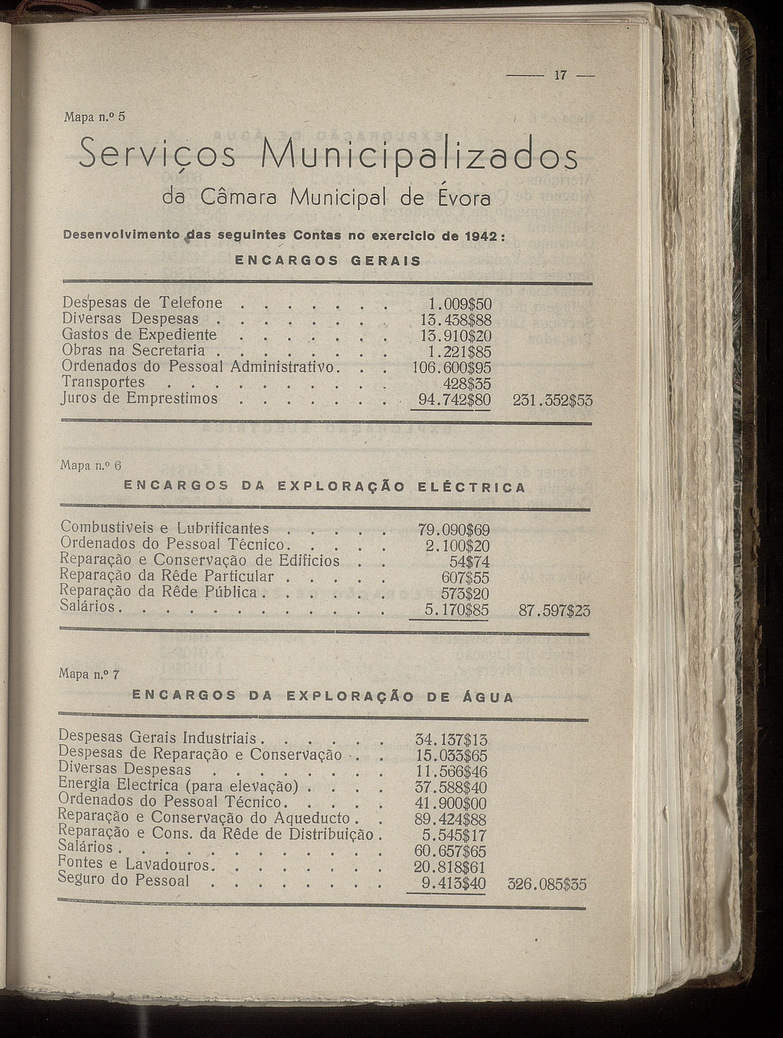 17
Mapa n.º 5
Serviços Municipalizados
da Câmara Municipal de Évora
Desenvolvimento das seguintes Contas no exercicio de 1942:
ENCARGOS GERAIS
Despesas de Telefone . . . . . . . 1.009$50
Diversas Despesas . . . . . . . . 13.438$88
Gastos de Expediente . . . . . . . 13.910$20
Obras na Secretaria . . . . . . . . 1.221$85
Ordenados do Pessoal Administrativo. . . 106.600$95
Transportes . . . . . . . . . . 428$35
Juros de Emprestimos . . . . . . . 94.742$80 231.352$53
Mapa n.º 6
ENCARGOS DA EXPLORAÇÃO ELÉCTRICA
Combustíveis e Lubrificantes . . . . . 79.090$69
Ordenados do Pessoal Técnico. . . . . 2.100$20
Reparação e Conservação de Edificios . . 54$74
Reparação da Rêde Particular . . . . . 607$55
Reparação da Rêde Pública . . . . . . 573$20
Salários . . . . . . . . . . . . 5.170$85 87.597$23
Mapa n.º 7
ENCARGOS DA EXPLORAÇÃO DE ÁGUA
Despesas Gerais Industriais . . . . . . 34.137$13
Despesas de Reparação e Conservação . . 15.033$65
Diversas Despesas . . . . . . . . 11.566$46
Energia Electrica (para elevação) . . . . 37.588$40
Ordenados do Pessoal Técnico. . . . . 41.900$00
Reparação e Conservação do Aqueducto . . 89.424$88
Reparação e Cons. da Rêde de Distribuição . 5.545$17
Salários . . . . . . . . . . . . 60.657$65
Fontes e Lavadouros. . . . . . . . 20.818$61
Seguro do Pessoal . . . . . . . . 9.413$40 326.085$35